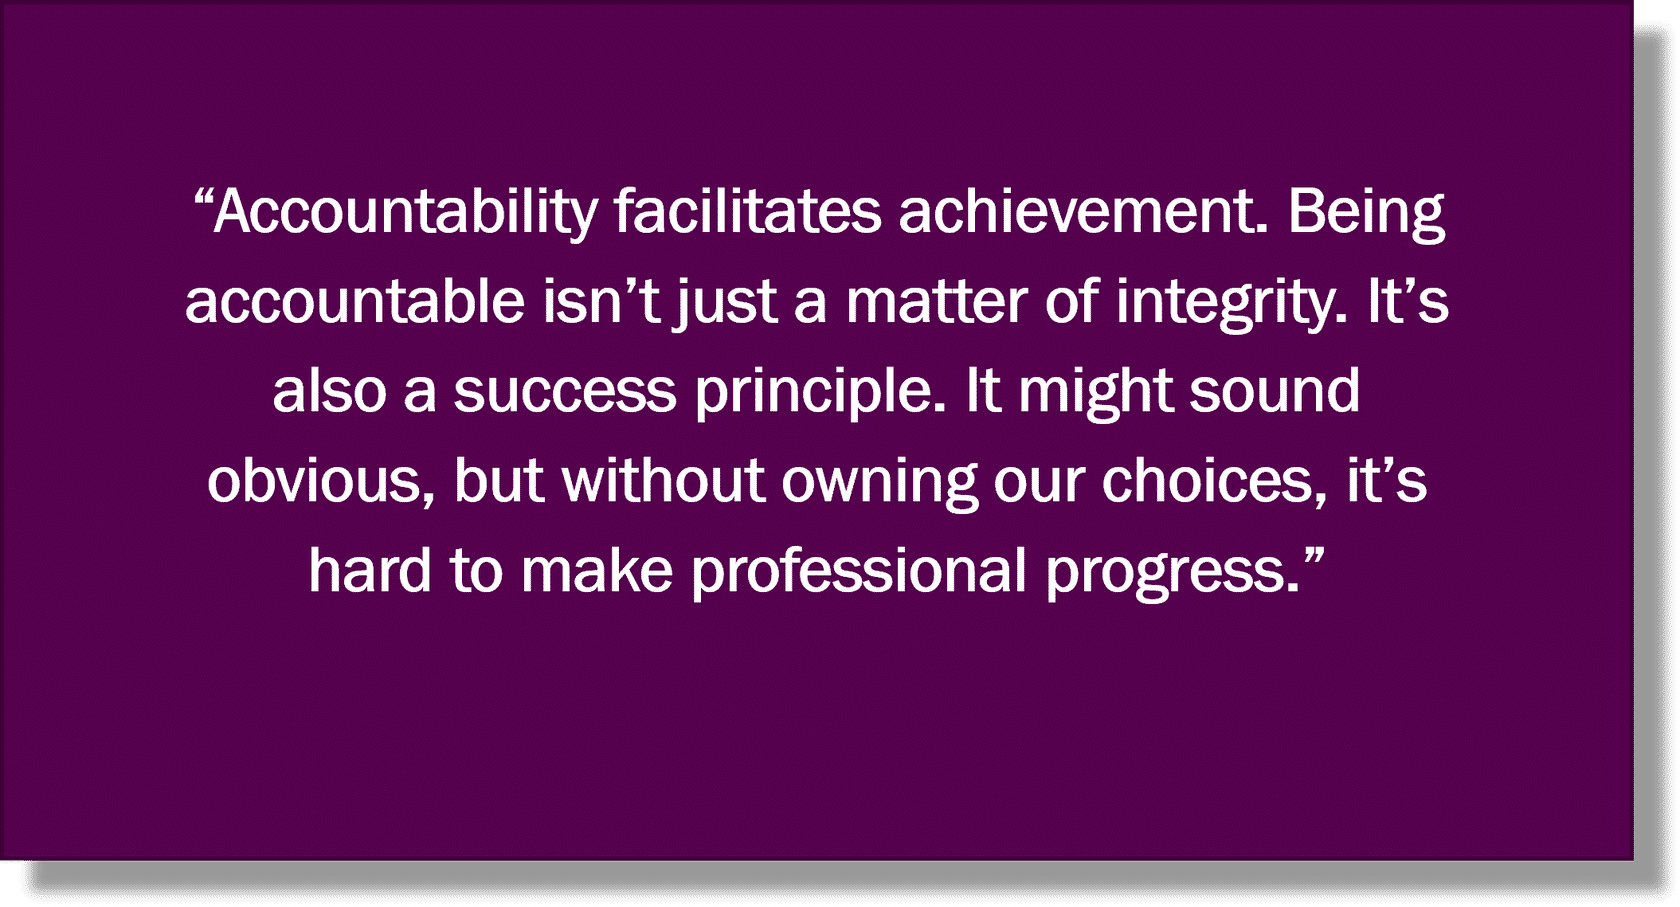 “Accountability facilitates achievement. Being
accountable isn’t just a matter of integrity. It’s
also a success principle. It might sound
obvious, but without owning our choices, it’s
hard to make professional progress.”